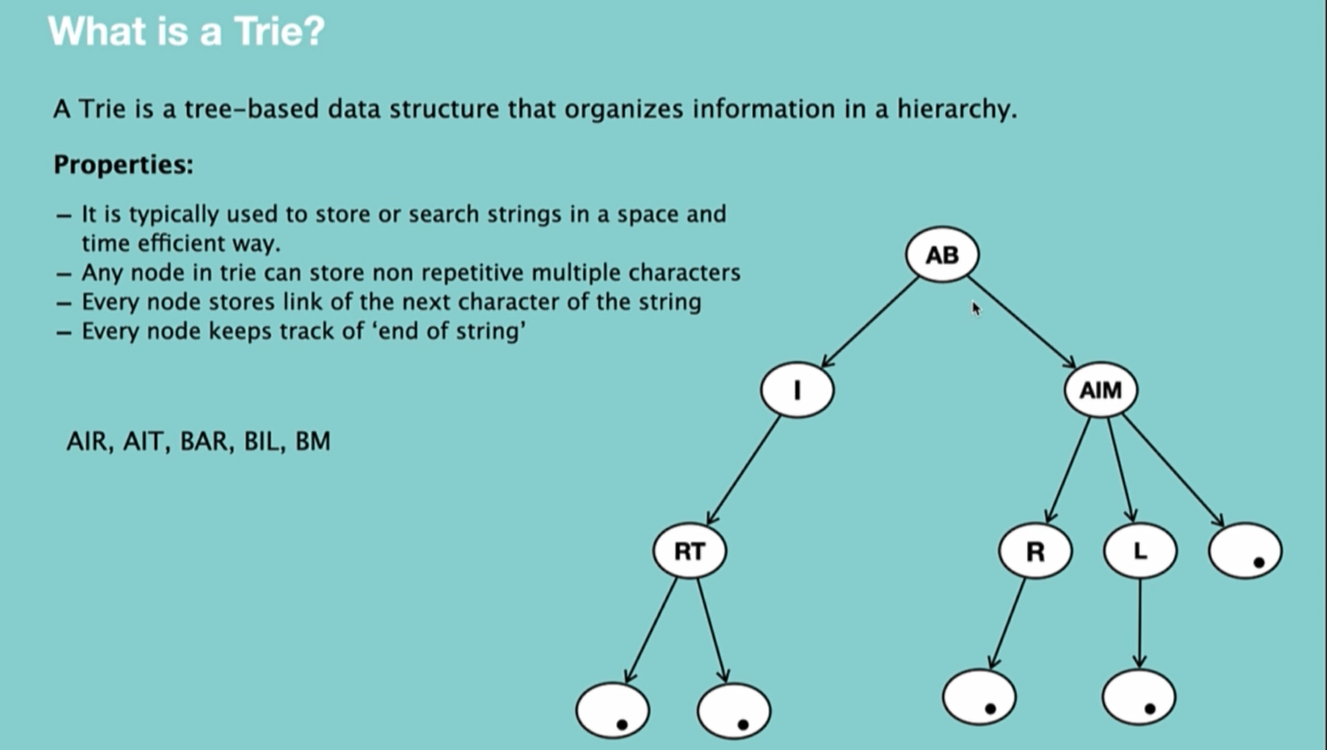 What is a Trie?
A Trie is a tree-based data structure that organizes information in a hierarchy.
Properties:
– It is typically used to store or search strings in a space and
time efficient way.
– Any node in trie can store non repetitive multiple characters
– Every node stores link of the next character of the string
– Every node keeps track of ‘end of string’
AIR, AIT, BAR, BIL, BM
AB
I
AIM
RT
R
L